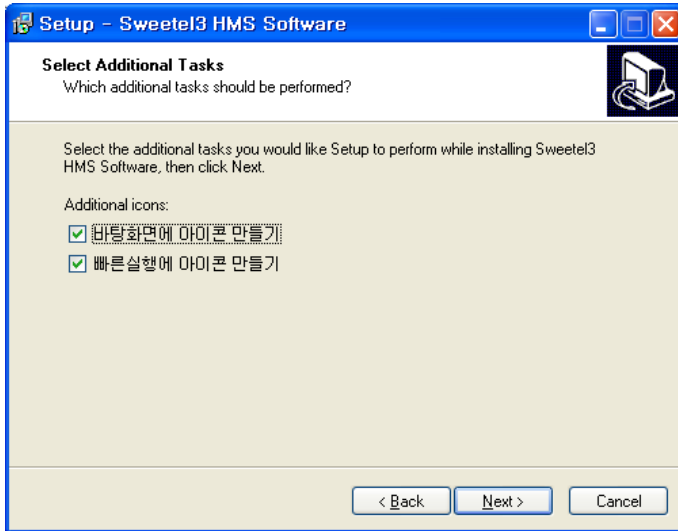 Setup - Sweetel3 HMS Software
Select Additional Tasks
Which additional tasks should be performed?
Select the additional tasks you would like Setup to perform while installing Sweetel3
HMS Software, then click Next.
Additional icons:
바탕화면에 아이콘 만들기
빠른실행에 아이콘 만들기
< Back
Next >
Cancel